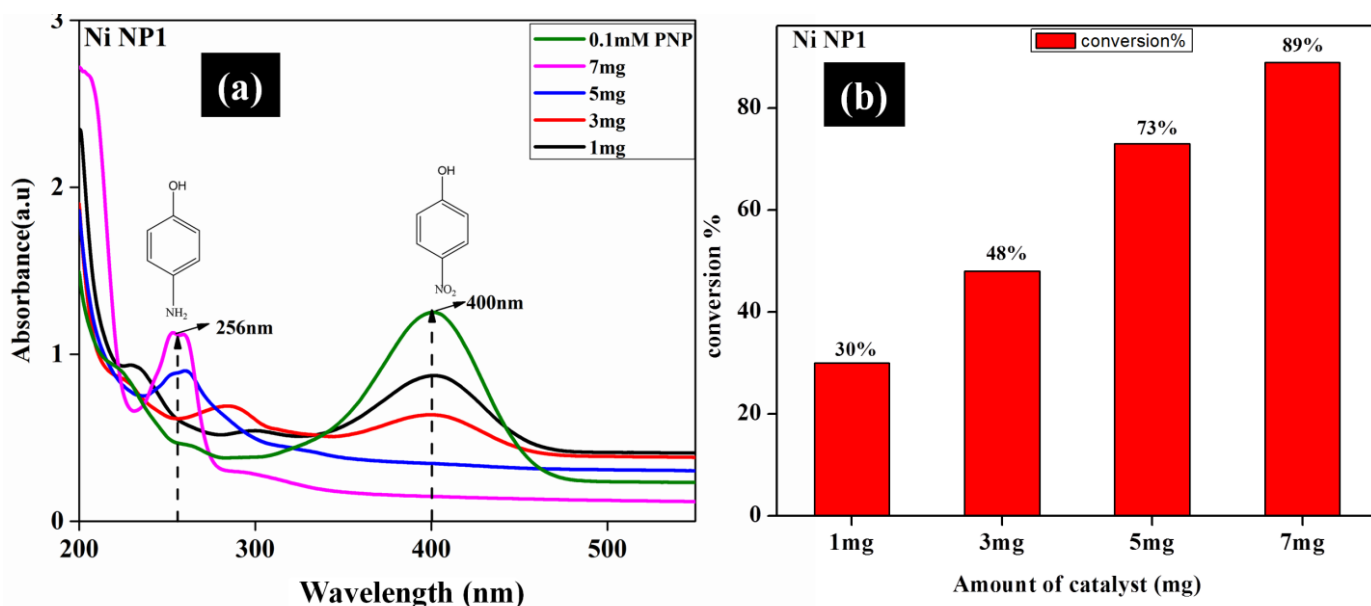 Ni NP1
(a)
0.1mM PNP
7mg
5mg
3mg
1mg
OH
NH₂
256nm
OH
NO₂
400nm
3
2
1
0
Absorbance(a.u)
200
300
400
500
Wavelength (nm)
Ni NP1
conversion%
(b)
30%
48%
73%
89%
80
60
40
20
0
conversion %
1mg
3mg
5mg
7mg
Amount of catalyst (mg)